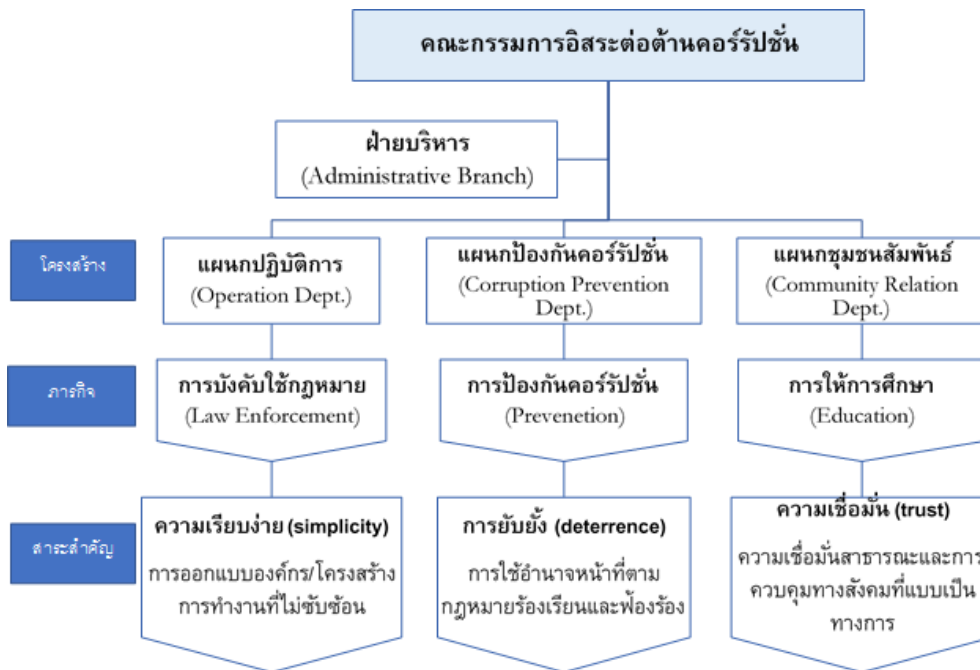 คณะกรรมการอิสระต่อต้านคอร์รัปชั่น
ฝ่ายบริหาร
(Administrative Branch)
โครงสร้าง
แผนกปฏิบัติการ
(Operation Dept.)
แผนกป้องกันคอร์รัปชั่น
(Corruption Prevention
Dept.)
แผนกชุมชนสัมพันธ์
(Community Relation
Dept.)
ภารกิจ
การบังคับใช้กฎหมาย
(Law Enforcement)
การป้องกันคอร์รัปชั่น
(Prevenetion)
การให้การศึกษา
(Education)
สาระสำคัญ
ความเรียบง่าย (simplicity)
การออกแบบองค์กร/โครงสร้าง
การทำงานที่ไม่ซับซ้อน
การยับยั้ง (deterrence)
การใช้อำนาจหน้าที่ตาม
กฎหมายร้องเรียนและฟ้องร้อง
ความเชื่อมั่น (trust)
ความเชื่อมั่นสาธารณะและการ
ควบคุมทางสังคมที่แบบเป็น
ทางการ